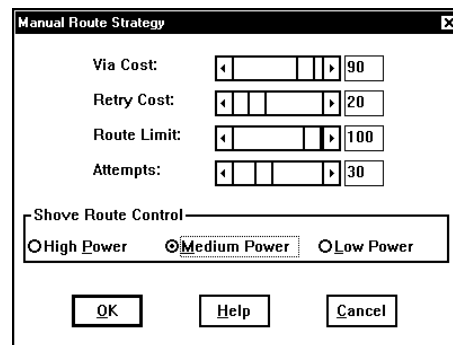 Manual Route Strategy
Via Cost: 90
Retry Cost: 20
Route Limit: 100
Attempts: 30
Shove Route Control
High Power Medium Power Low Power
OK Help Cancel